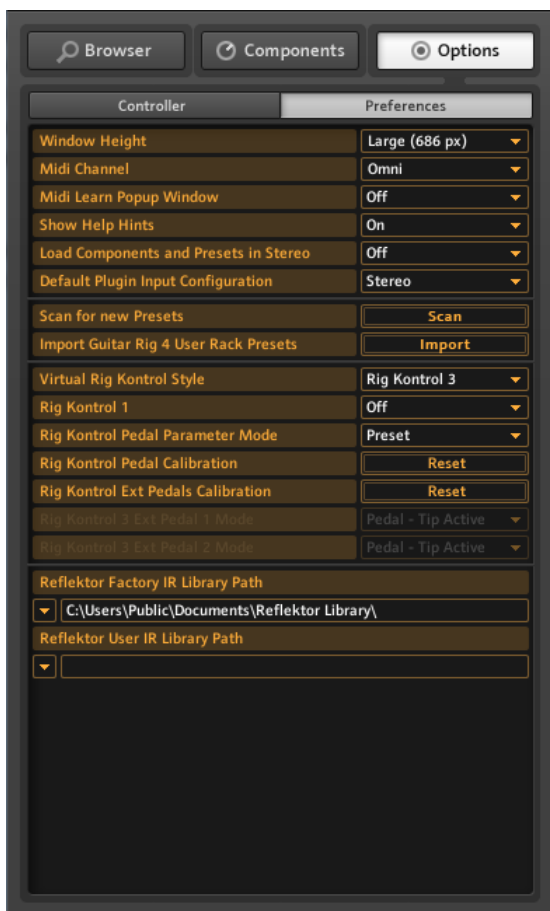 Browser Components Options
Controller Preferences
Window Height Large (686 px)
Midi Channel Omni
Midi Learn Popup Window Off
Show Help Hints On
Load Components and Presets in Stereo Off
Default Plugin Input Configuration Stereo
Scan for new Presets Scan
Import Guitar Rig 4 User Rack Presets Import
Virtual Rig Kontrol Style Rig Kontrol 3
Rig Kontrol 1 Off
Rig Kontrol Pedal Parameter Mode Preset
Rig Kontrol Pedal Calibration Reset
Rig Kontrol Ext Pedals Calibration Reset
Rig Kontrol 3 Ext Pedal 1 Mode Pedal - Tip Active
Rig Kontrol 3 Ext Pedal 2 Mode Pedal - Tip Active
Reflektor Factory IR Library Path
C:\Users\Public\Documents\Reflektor Library\
Reflektor User IR Library Path